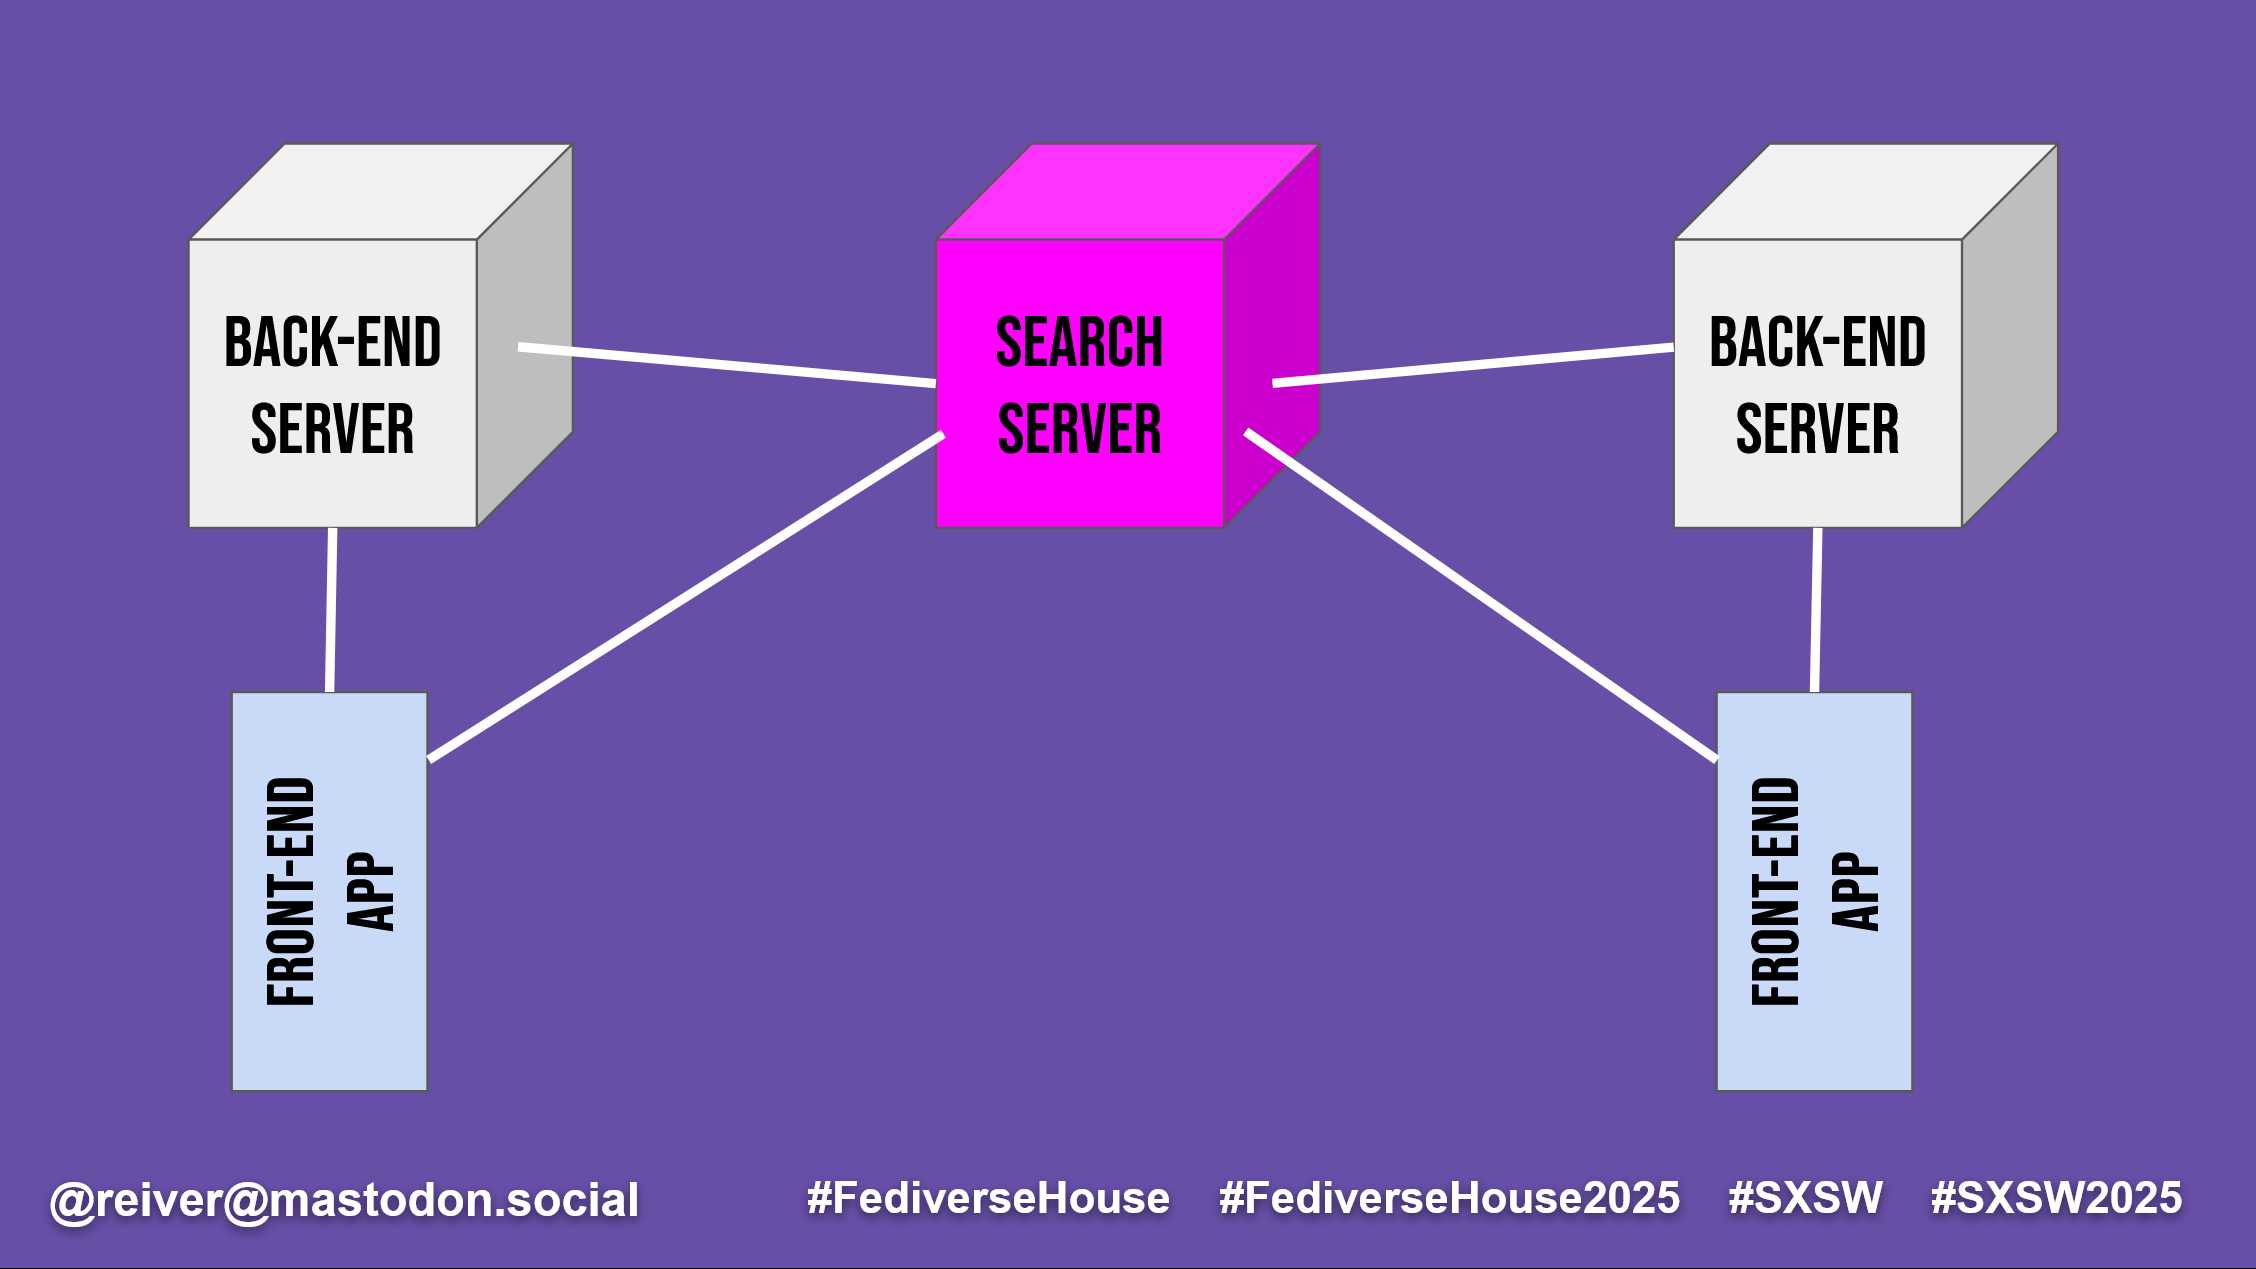 BACK-END
SERVER
SEARCH
SERVER
BACK-END
SERVER
FRONT-END
APP
FRONT-END
APP
@reiver@mastodon.social
#FediverseHouse #FediverseHouse2025 #SXSW #SXSW2025